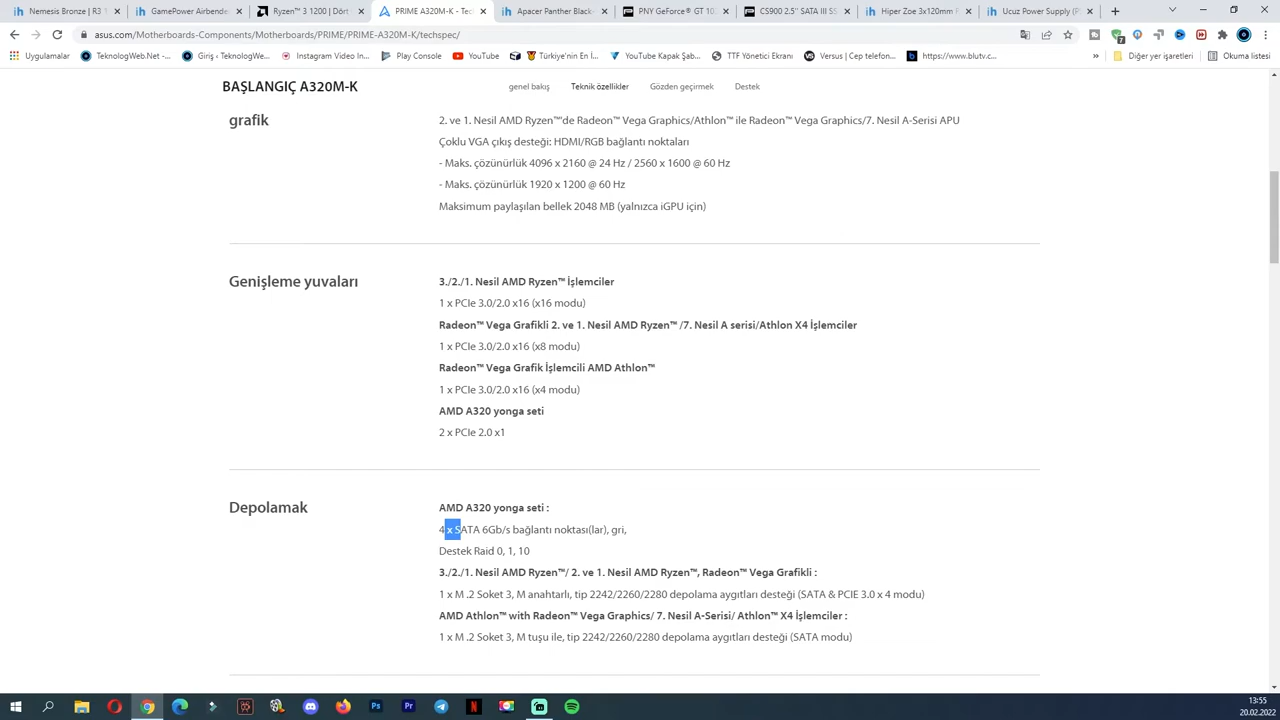 Nemesis Bronz (R3 1
GamePower Airbende
Ryzen™ 3 1200 | Dört
PRIME A320M-K - Te
Apacer Panther Black-
PNY GeForce® GT 10
CS900 2.5'' SATA III SS
Hiper Zoe 3x120mm F
Ucuz Power Supply (P
asus.com/Motherboards-Components/Motherboards/PRIME/PRIME-A320M-K/techspec/
Uygulamalar
TeknologWeb.Net -...
Giriş - TeknologWe...
Instagram Video In...
Play Console
YouTube
Türkiye'nin En İ...
YouTube Kapak Şab...
TTF Yönetici Ekranı
Versus | Cep telefon...
https://www.blutv.c...
»
Diğer yer işaretleri
Okuma listesi
BAŞLANGIÇ A320M-K
genel bakış
Teknik özellikler
Gözden geçirmek
Destek
grafik
2. ve 1. Nesil AMD Ryzen™'de Radeon™ Vega Graphics/Athlon™ ile Radeon™ Vega Graphics/7. Nesil A-Serisi APU
Çoklu VGA çıkış desteği: HDMI/RGB bağlantı noktaları
- Maks. çözünürlük 4096 x 2160 @ 24 Hz / 2560 x 1600 @ 60 Hz
- Maks. çözünürlük 1920 x 1200 @ 60 Hz
Maksimum paylaşılan bellek 2048 MB (yalnızca iGPU için)
Genişleme yuvaları
3./2./1. Nesil AMD Ryzen™ İşlemciler
1 x PCIe 3.0/2.0 x16 (x16 modu)
Radeon™ Vega Grafikli 2. ve 1. Nesil AMD Ryzen™ /7. Nesil A serisi/Athlon X4 İşlemciler
1 x PCIe 3.0/2.0 x16 (x8 modu)
Radeon™ Vega Grafik İşlemcili AMD Athlon™
1 x PCIe 3.0/2.0 x16 (x4 modu)
AMD A320 yonga seti
2 x PCIe 2.0 x1
Depolamak
AMD A320 yonga seti :
4 x SATA 6Gb/s bağlantı noktası(lar), gri,
Destek Raid 0, 1, 10
3./2./1. Nesil AMD Ryzen™/ 2. ve 1. Nesil AMD Ryzen™, Radeon™ Vega Grafikli :
1 x M .2 Soket 3, M anahtarlı, tip 2242/2260/2280 depolama aygıtları desteği (SATA & PCIE 3.0 x 4 modu)
AMD Athlon™ with Radeon™ Vega Graphics/ 7. Nesil A-Serisi/ Athlon™ X4 İşlemciler :
1 x M .2 Soket 3, M tuşu ile, tip 2242/2260/2280 depolama aygıtları desteği (SATA modu)
13:55
20.02.2022